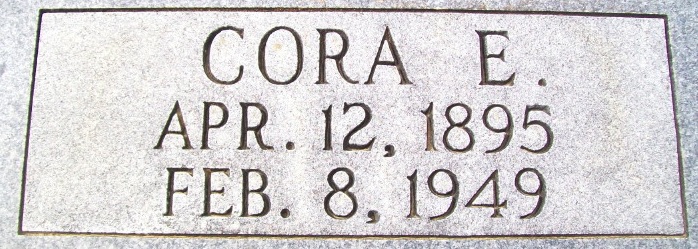 CORA E.
APR. 12, 1895
FEB. 8, 1949